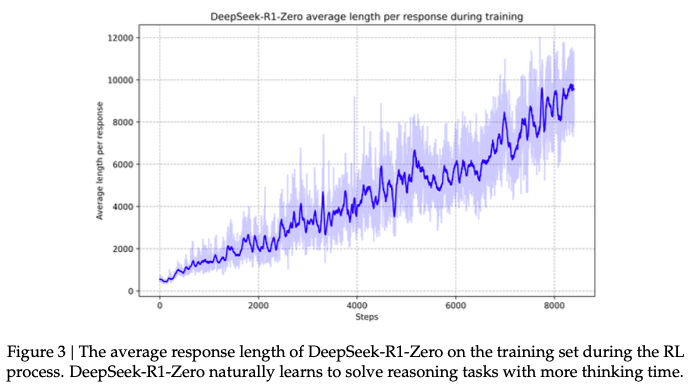 DeepSeek-R1-Zero average length per response during training
12000
10000
8000
6000
4000
2000
0
Average length per response
0 2000 4000 6000 8000
Steps
Figure 3 | The average response length of DeepSeek-R1-Zero on the training set during the RL
process. DeepSeek-R1-Zero naturally learns to solve reasoning tasks with more thinking time.